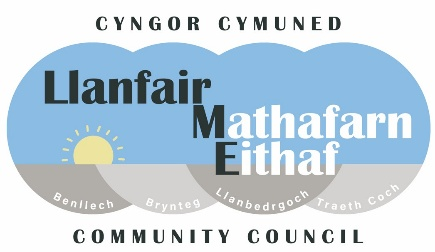 CYNGOR CYMUNED
Llanfair
Mathafarn
Eithaf
Benllech
Brynteg
Llanbedrgoch
Traeth Coch
COMMUNITY COUNCIL